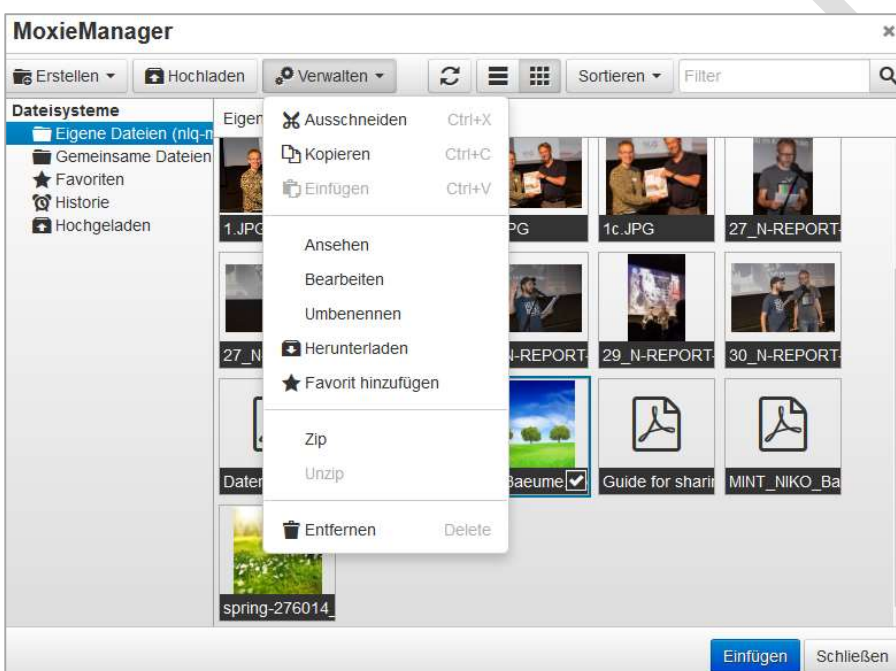 MoxieManager
Erstellen Hochladen Verwalten Sortieren Filter
Dateisysteme
Eigene Dateien (nlq-
Gemeinsame Dateien
Favoriten
Historie
Hochgeladen
Eigen
Ausschneiden Ctrl+X
Kopieren Ctrl+C
Einfügen Ctrl+V
Ansehen
Bearbeiten
Umbenennen
Herunterladen
Favorit hinzufügen
Zip
Unzip
Entfernen Delete
1.JPG PG 1c.JPG 27_N-REPORT-
27_N N-REPORT- 29_N-REPORT- 30_N-REPORT-
Daten Baeume Guide for sharin MINT_NIKO_Ba
spring-276014_
Einfügen Schließen